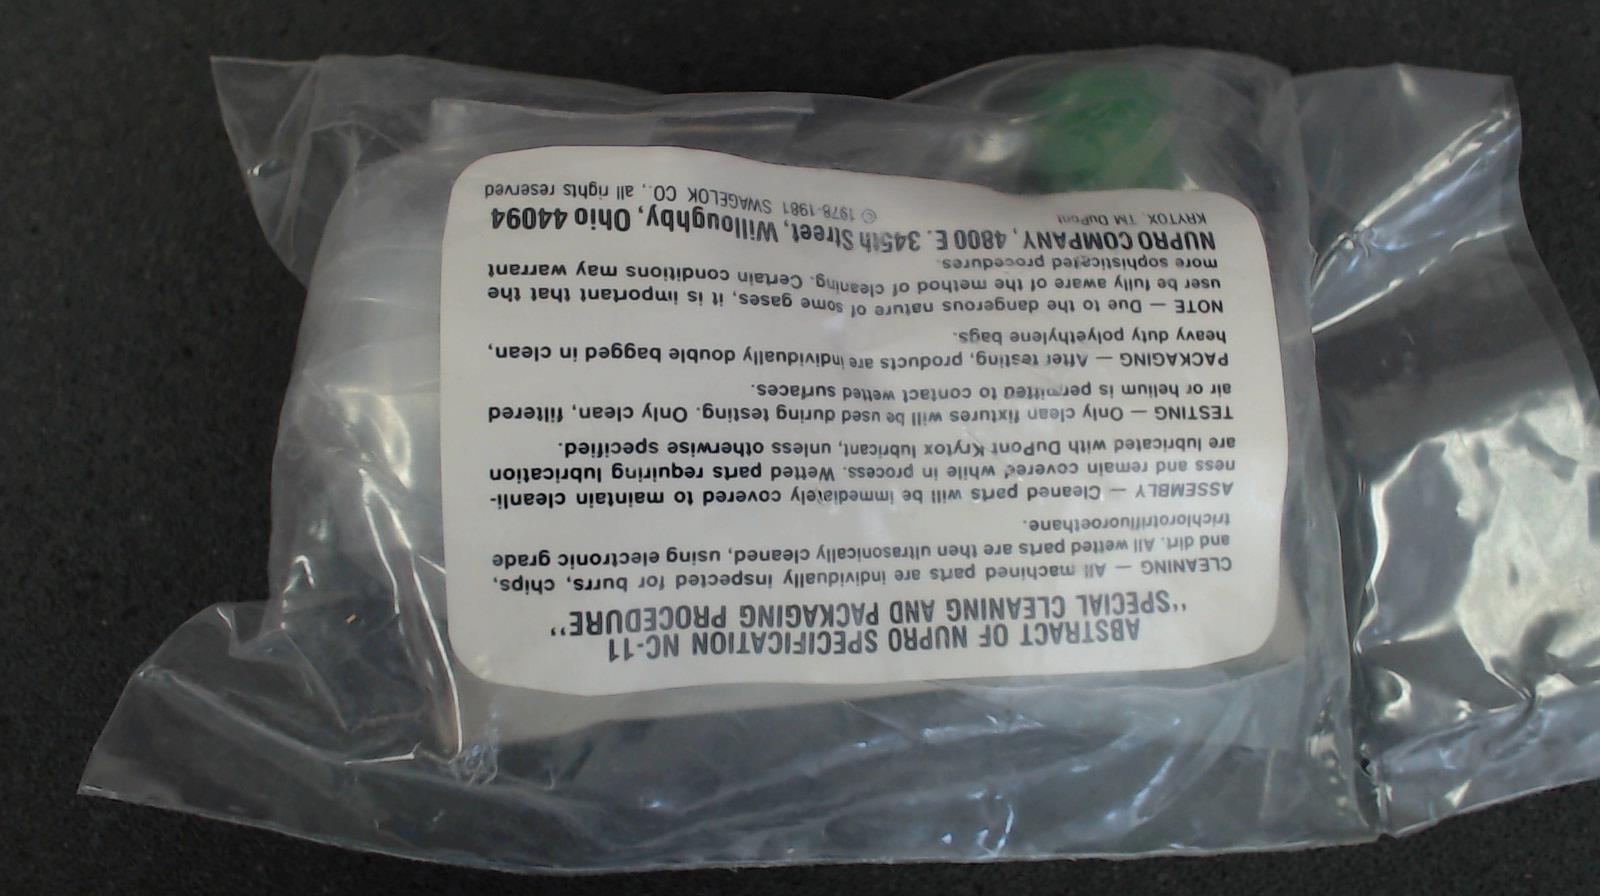 ABSTRACT OF NUPRO SPECIFICATION NC-11
"SPECIAL CLEANING AND PACKAGING PROCEDURE"
CLEANING — All machined parts are individually inspected for burrs, chips,
and dirt. All wetted parts are then ultrasonically cleaned, using electronic grade
trichlorotrifluoroethane.
ASSEMBLY — Cleaned parts will be immediately covered to maintain cleanli-
ness and remain covered while in process. Wetted parts requiring lubrication
are lubricated with DuPont Krytox lubricant, unless otherwise specified.
TESTING — Only clean fixtures will be used during testing. Only clean, filtered
air or helium is permitted to contact wetted surfaces.
PACKAGING — After testing, products are individually double bagged in clean,
heavy duty polyethylene bags.
NOTE — Due to the dangerous nature of some gases, it is important that the
user be fully aware of the method of cleaning. Certain conditions may warrant
more sophisticated procedures.
NUPRO COMPANY, 4800 E. 345th Street, Willoughby, Ohio 44094
KRYTOX, TM DuPont © 1978-1981 SWAGELOK CO., all rights reserved